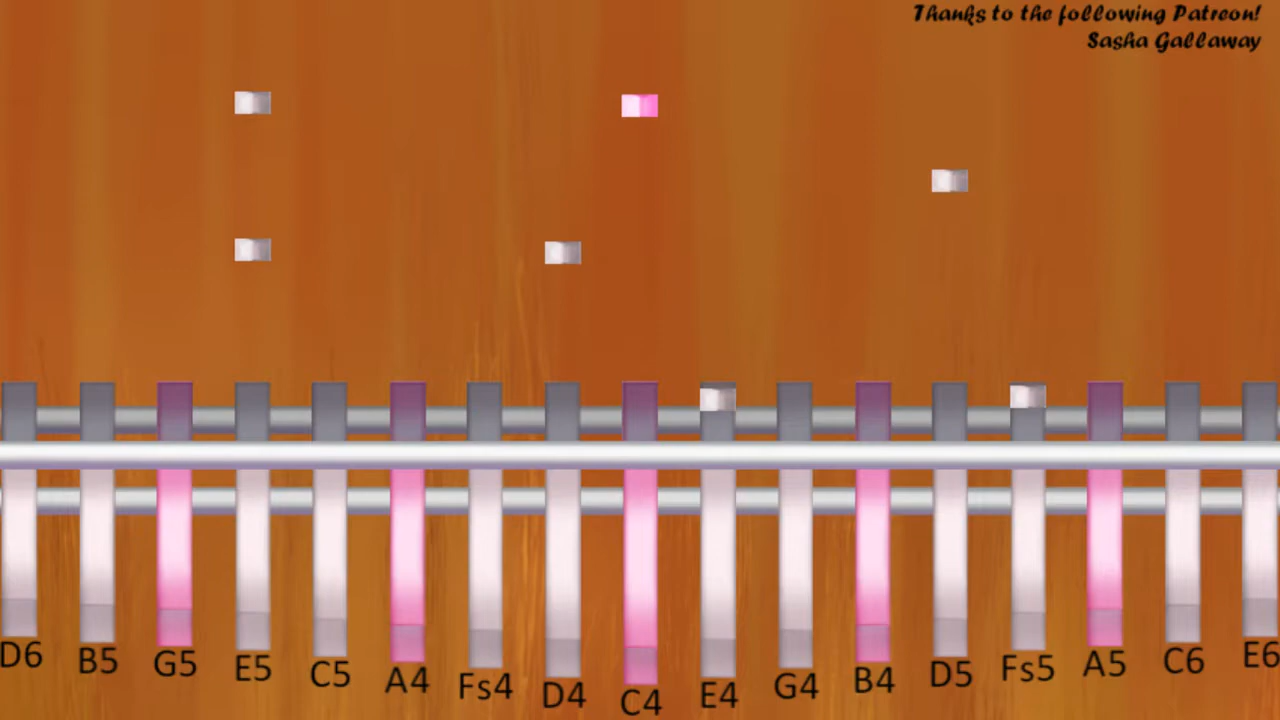 Thanks to the following Patreon!
Sasha Gallaway
D6 B5 G5 E5 C5 A4 Fs4 D4 C4 E4 G4 B4 D5 Fs5 A5 C6 E6